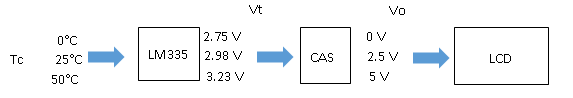 Vt
Vo
Tc
0°C
25°C
50°C
LM335
2.75 V
2.98 V
3.23 V
CAS
0 V
2.5 V
5 V
LCD